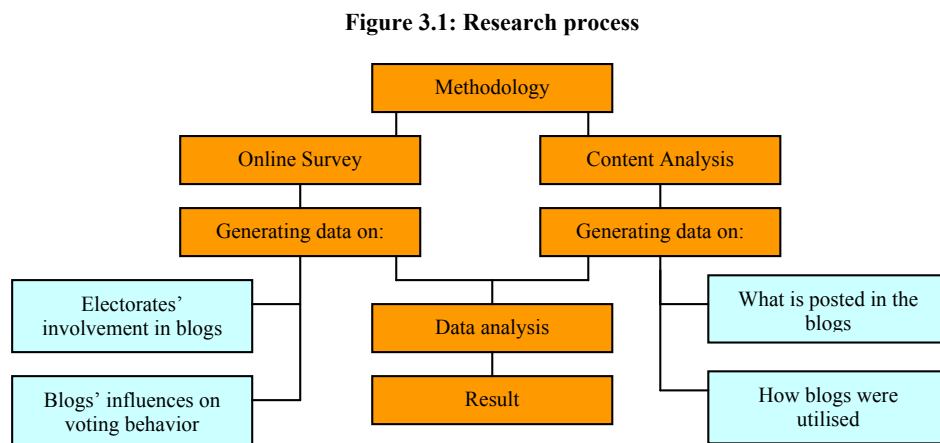 Figure 3.1: Research process
Methodology
Online Survey
Content Analysis
Generating data on:
Generating data on:
Electorates’
involvement in blogs
What is posted in the
blogs
Data analysis
Blogs’ influences on
voting behavior
Result
How blogs were
utilised